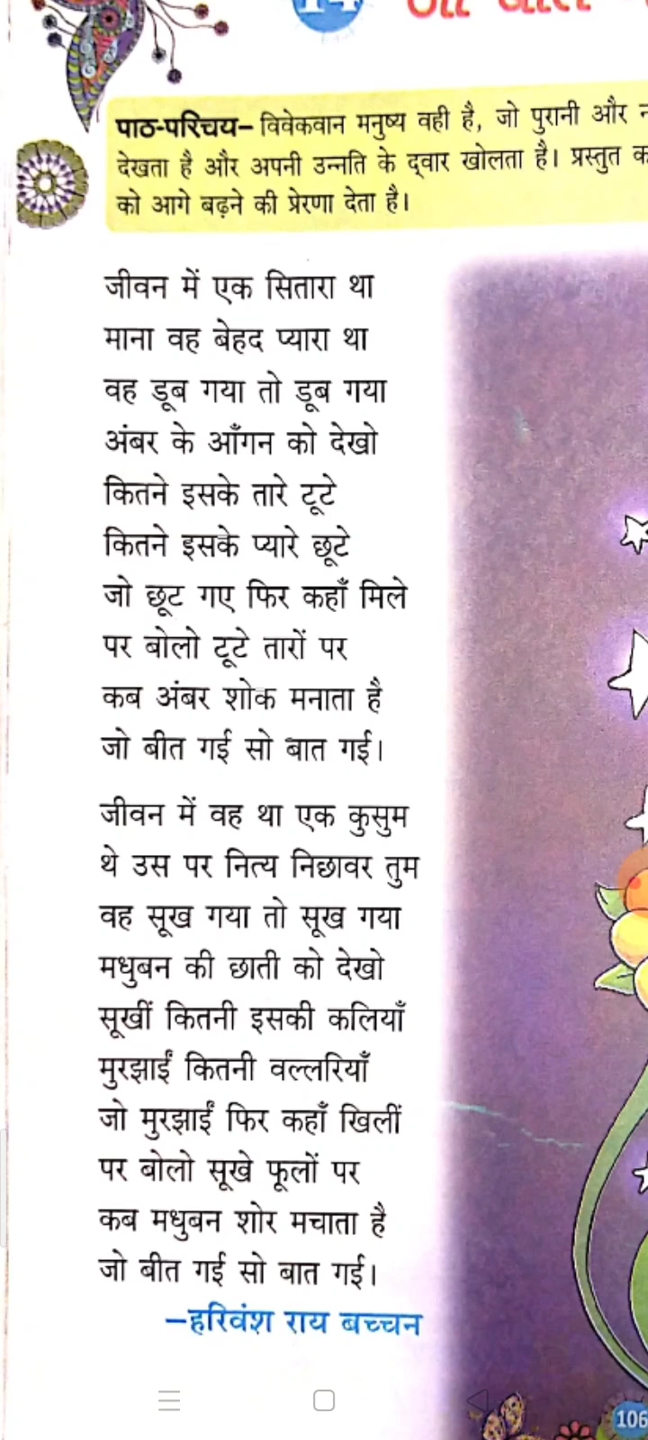 14
पाठ-परिचय– विवेकवान मनुष्य वही है, जो पुरानी और
देखता है और अपनी उन्नति के द्वार खोलता है। प्रस्तुत
को आगे बढ़ने की प्रेरणा देता है।
जीवन में एक सितारा था
माना वह बेहद प्यारा था
वह डूब गया तो डूब गया
अंबर के आँगन को देखो
कितने इसके तारे टूटे
कितने इसके प्यारे छूटे
जो छूट गए फिर कहाँ मिले
पर बोलो टूटे तारों पर
कब अंबर शोक मनाता है
जो बीत गई सो बात गई।
जीवन में वह था एक कुसुम
थे उस पर नित्य निछावर तुम
वह सूख गया तो सूख गया
मधुबन की छाती को देखो
सूखीं कितनी इसकी कलियाँ
मुरझाईं कितनी वल्लरियाँ
जो मुरझाईं फिर कहाँ खिलीं
पर बोलो सूखे फूलों पर
कब मधुबन शोर मचाता है
जो बीत गई सो बात गई।
–हरिवंश राय बच्चन
106